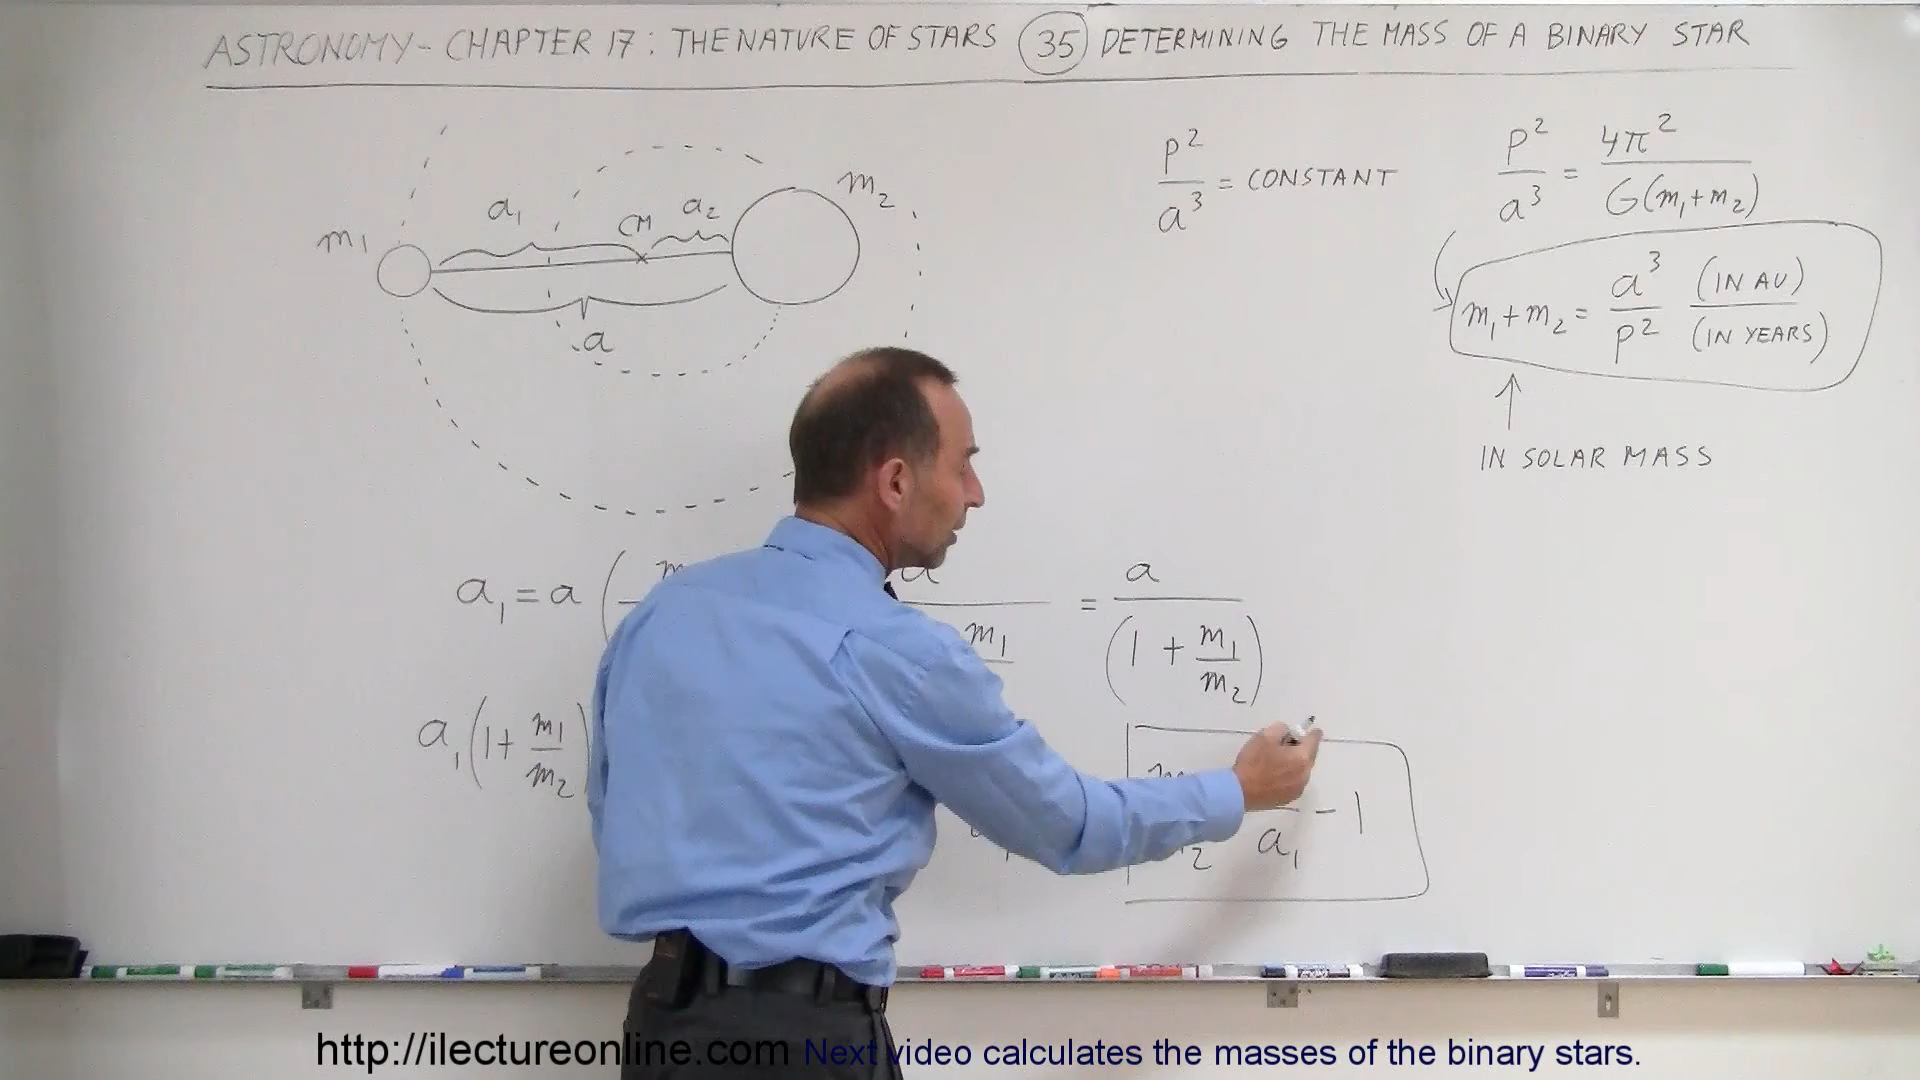 ASTRONOMY - CHAPTER 17: THE NATURE OF STARS (35) DETERMINING THE MASS OF A BINARY STAR
m₁
a₁
CM
a₂
m₂
a
P²/a³ = CONSTANT
P²/a³ = 4π²/G(m₁+m₂)
m₁+m₂ = a³/P² (IN AU)/(IN YEARS)
↑
IN SOLAR MASS
a₁ = a ( m
a
m₁
= a/(1 + m₁/m₂)
a₁(1 + m₁/m₂)
a₁ - 1
http://ilectureonline.com Next video calculates the masses of the binary stars.